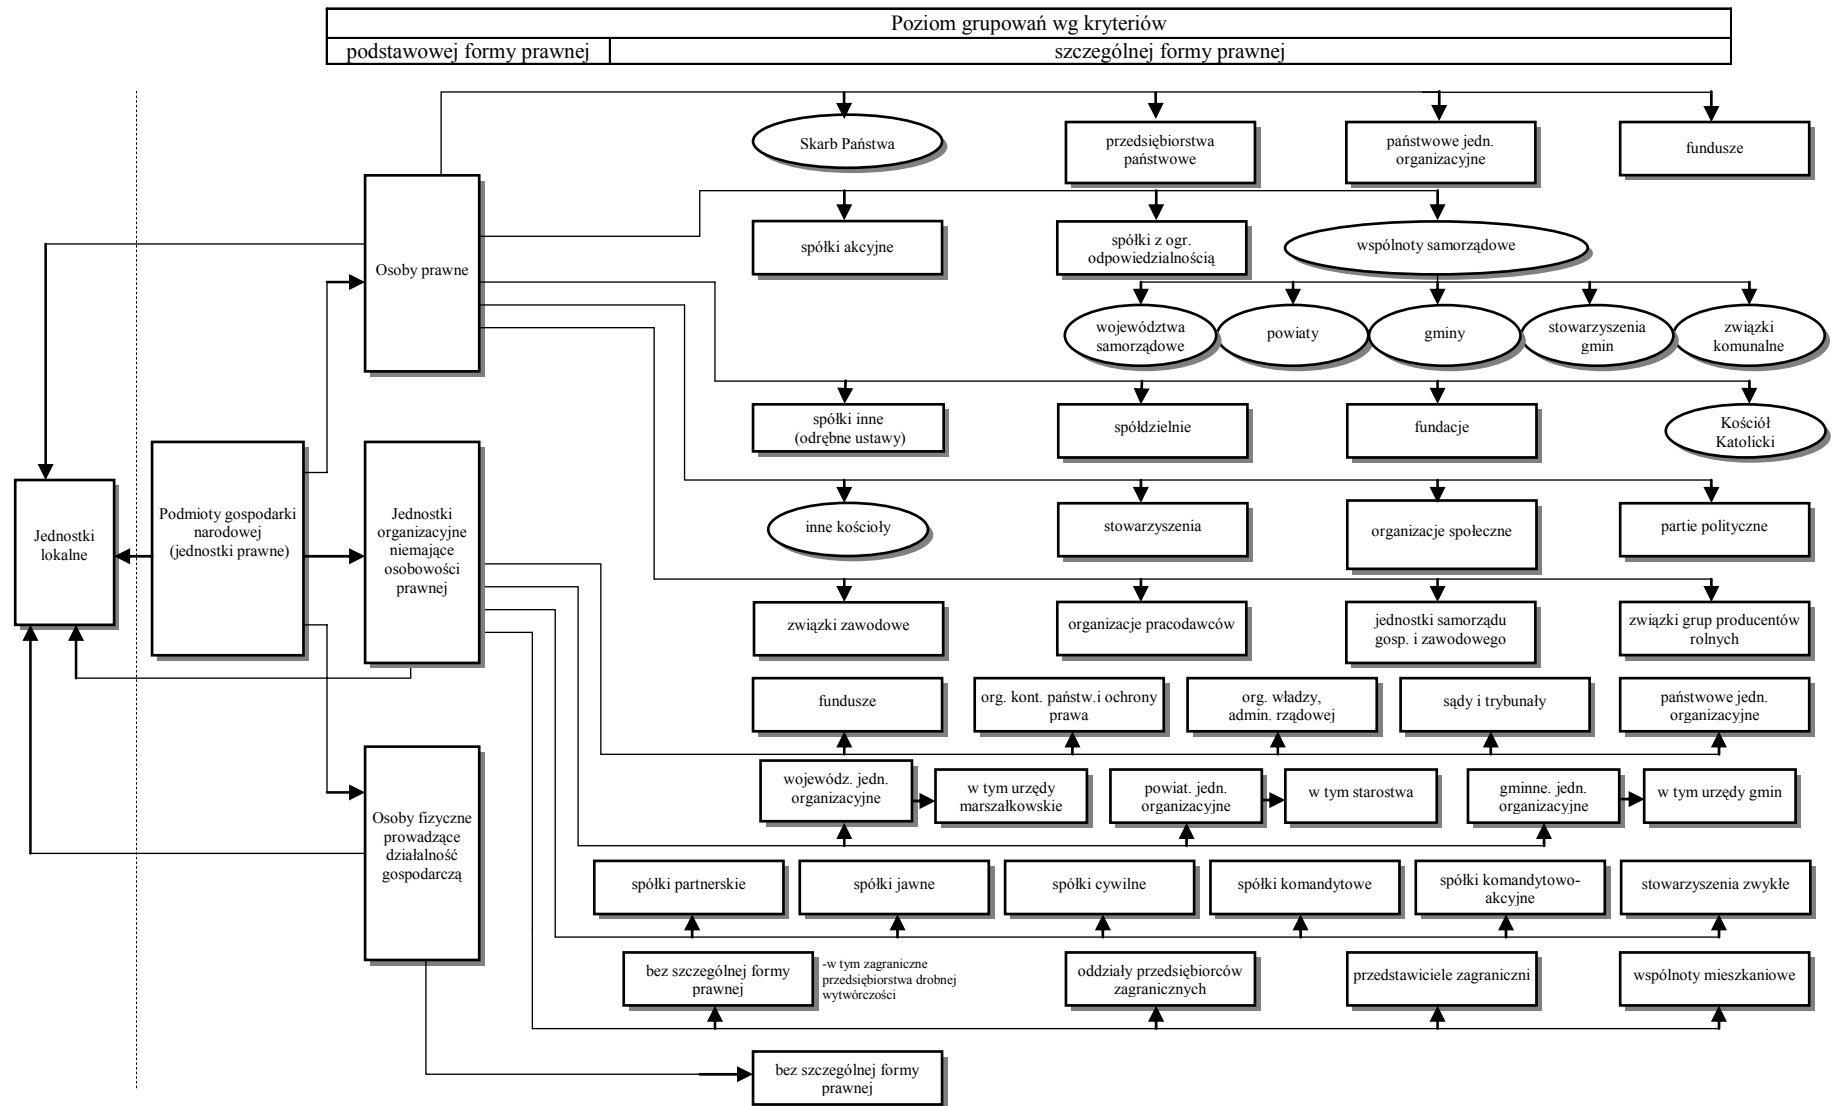 Poziom grupowań wg kryteriów
podstawowej formy prawnej
szczególnej formy prawnej
Skarb Państwa
przedsiębiorstwa
państwowe
państwowe jedn.
organizacyjne
fundusze
Osoby prawne
spółki akcyjne
spółki z ogr.
odpowiedzialnością
wspólnoty samorządowe
województwa
samorządowe
powiaty
gminy
stowarzyszenia
gmin
związki
komunalne
spółki inne
(odrębne ustawy)
spółdzielnie
fundacje
Kościół
Katolicki
Jednostki
lokalne
Podmioty gospodarki
narodowej
(jednostki prawne)
Jednostki
organizacyjne
niemające
osobowości
prawnej
inne kościoły
stowarzyszenia
organizacje społeczne
partie polityczne
związki zawodowe
organizacje pracodawców
jednostki samorządu
gosp. i zawodowego
związki grup producentów
rolnych
fundusze
org. kont. państw.i ochrony
prawa
org. władzy,
admin. rządowej
sądy i trybunały
państwowe jedn.
organizacyjne
wojewódz. jedn.
organizacyjne
w tym urzędy
marszałkowskie
powiat. jedn.
organizacyjne
w tym starostwa
gminne. jedn.
organizacyjne
w tym urzędy gmin
Osoby fizyczne
prowadzące
działalność
gospodarczą
spółki partnerskie
spółki jawne
spółki cywilne
spółki komandytowe
spółki komandytowo-
akcyjne
stowarzyszenia zwykłe
bez szczególnej formy
prawnej
-w tym zagraniczne
przedsiębiorstwa drobnej
wytwórczości
oddziały przedsiębiorców
zagranicznych
przedstawiciele zagraniczni
wspólnoty mieszkaniowe
bez szczególnej formy
prawnej